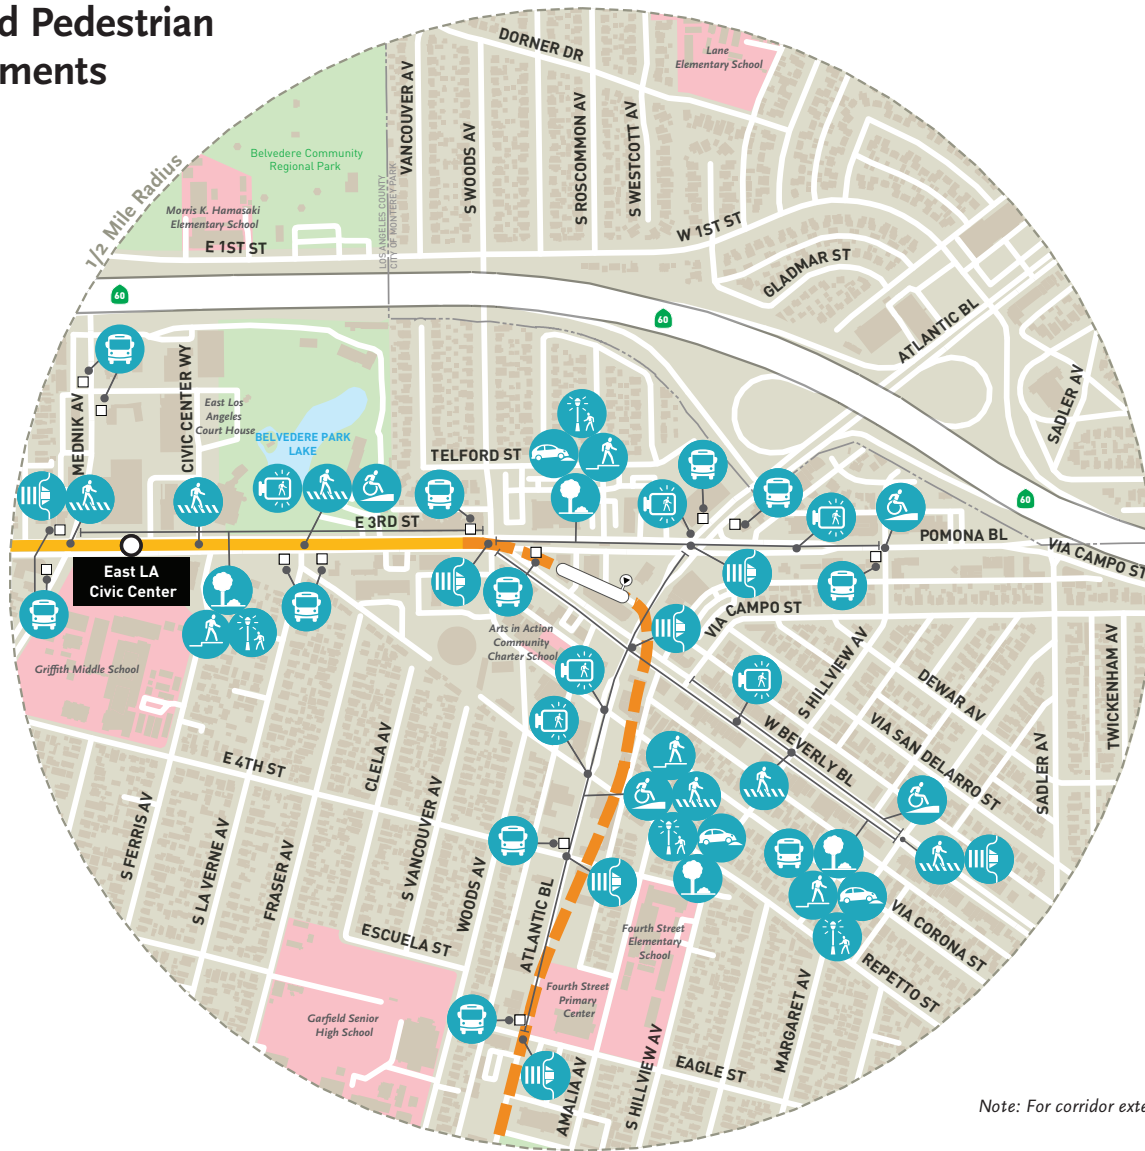 d Pedestrian
ments
1/2 Mile Radius
DORNER DR
Lane
Elementary School
VANCOUVER AV
S WOODS AV
S ROSCOMMON AV
S WESTCOTT AV
Belvedere Community
Regional Park
LOS ANGELES COUNTY
CITY OF MONTEREY PARK
Morris K. Hamasaki
Elementary School
E 1ST ST
W 1ST ST
GLADMAR ST
ATLANTIC BL
60
60
60
MEDNIK AV
CIVIC CENTER WY
East Los
Angeles
Court House
BELVEDERE PARK
LAKE
TELFORD ST
SADLER AV
E 3RD ST
POMONA BL
VIA CAMPO ST
East LA
Civic Center
VIA CAMPO ST
Arts in Action
Community
Charter School
Griffith Middle School
S HILLVIEW AV
DEWAR AV
TWICKENHAM AV
E 4TH ST
CLELA AV
W BEVERLY BL
VIA SAN DELARRO ST
SADLER AV
S FERRIS AV
S LA VERNE AV
FRASER AV
S VANCOUVER AV
WOODS AV
ATLANTIC BL
ESCUELA ST
Fourth Street
Elementary
School
VIA CORONA ST
REPETTO ST
Fourth Street
Primary
Center
Garfield Senior
High School
MARGARET AV
EAGLE ST
AMALIA AV
S HILLVIEW AV
Note: For corridor exte